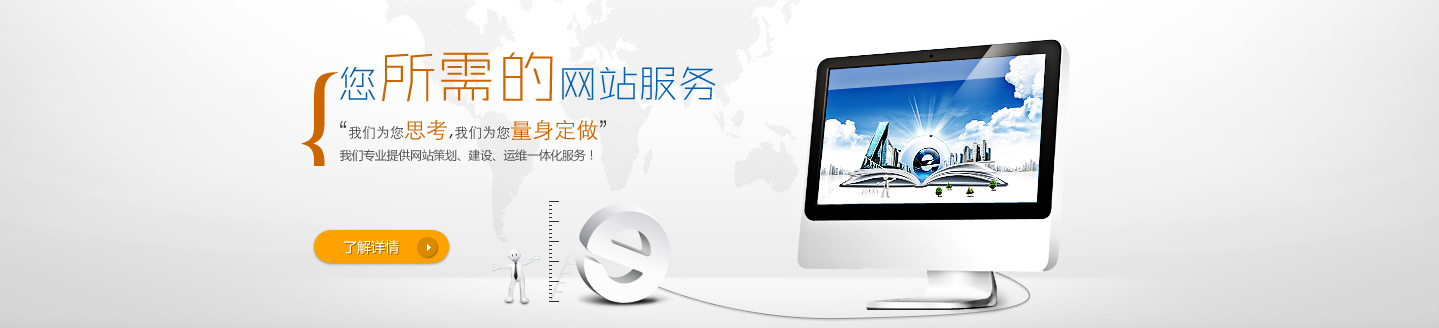 您所需的网站服务
“我们为您思考,我们为您量身定做”
我们专业提供网站策划、建设、运维一体化服务！
了解详情
e
e